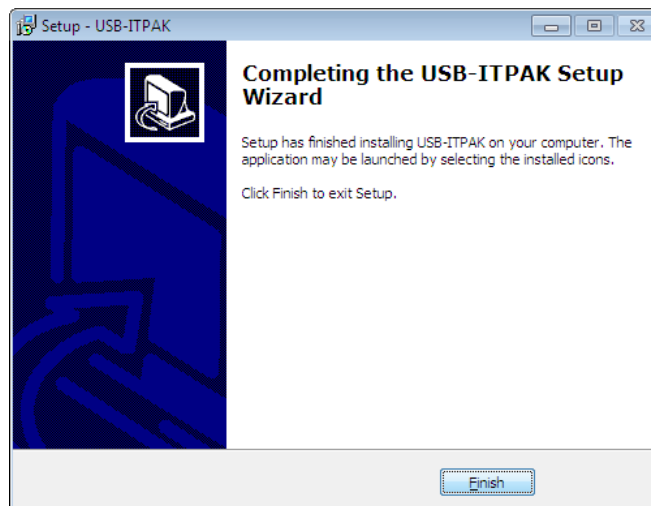 Setup - USB-ITPAK
Completing the USB-ITPAK Setup
Wizard
Setup has finished installing USB-ITPAK on your computer. The
application may be launched by selecting the installed icons.
Click Finish to exit Setup.
Finish